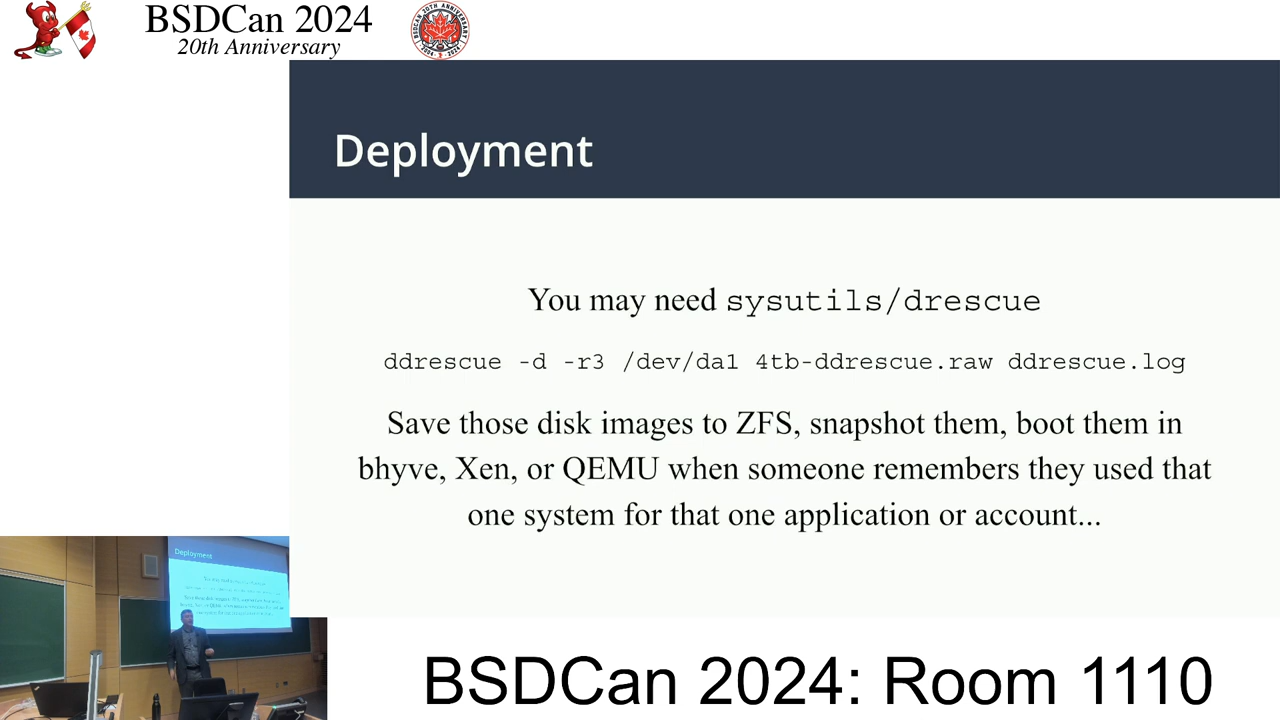 BSDCan 2024
20th Anniversary
Deployment
You may need sysutils/drescue
ddrescue -d -r3 /dev/da1 4tb-ddrescue.raw ddrescue.log
Save those disk images to ZFS, snapshot them, boot them in
bhyve, Xen, or QEMU when someone remembers they used that
one system for that one application or account...
Deployment
BSDCan 2024: Room 1110